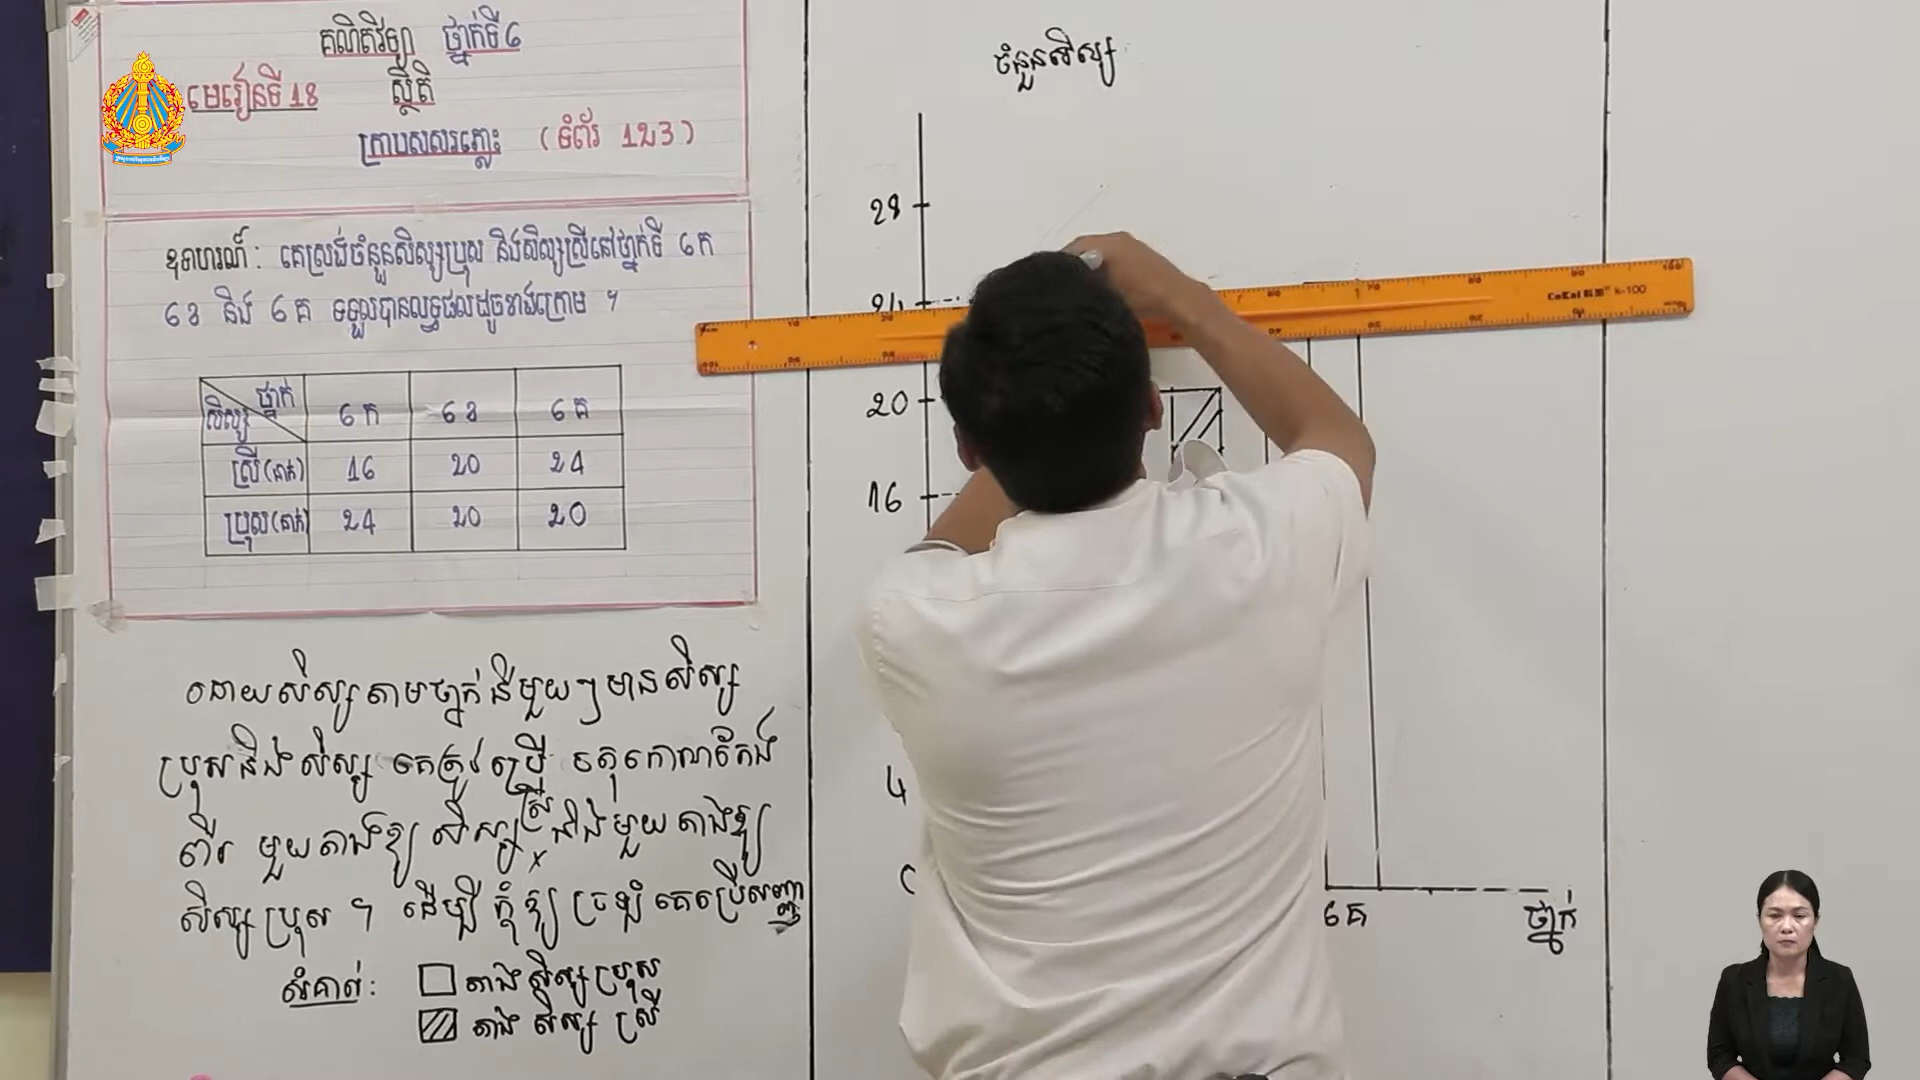 គណិតវិទ្យា ថ្នាក់ទី៦
មេរៀនទី 18 ស្ថិតិ
ក្រាបសសរភ្លោះ (ទំព័រ 123)
ឧទាហរណ៍ : គេស្រង់ចំនួនសិស្សប្រុស និងសិស្សស្រីនៅថ្នាក់ទី ៦ក
៦ខ និង ៦គ ទទួលបានលទ្ធផលដូចខាងក្រោម ។
ថ្នាក់ សិស្ស ៦ក ៦ខ ៦គ
ស្រី(នាក់) 16 20 24
ប្រុស(នាក់) 24 20 20
ដោយសិស្សតាមថ្នាក់នីមួយៗមានសិស្ស
ប្រុសនិងសិស្ស គេត្រូវប្រើ ចតុកោណកែង
ស្រី
ពីរ មួយតាងឱ្យ សិស្ស និងមួយតាងឱ្យ
សិស្សប្រុស ។ ដើម្បីកុំឱ្យច្រឡំ គេប្រើសញ្ញា
សំគាល់ :
តាងសិស្សប្រុស
តាង សិស្ស ស្រី
ចំនួនសិស្ស
28
24
20
16
4
៦គ ថ្នាក់
CoKai K-100